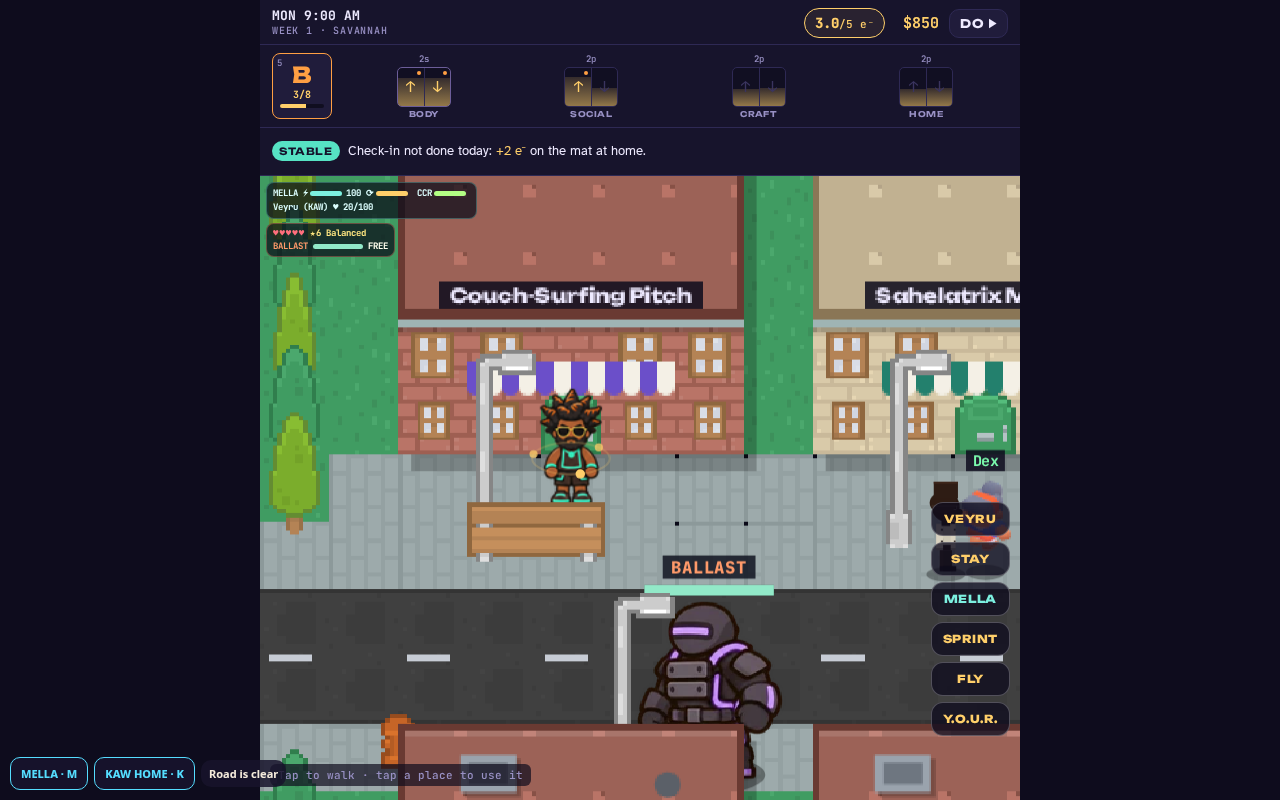 MON 9:00 AM
WEEK 1 · SAVANNAH
3.0/5 e⁻
$850
DO ▶
5
B
3/8
2s
BODY
2p
SOCIAL
2p
CRAFT
2p
HOME
STABLE
Check-in not done today: +2 e⁻ on the mat at home.
MELLA ⚡ 100 ⟳ CCR
Veyru (KAW) ♥ 20/100
♥♥♥♥♥ ★6 Balanced
BALLAST FREE
Couch-Surfing Pitch
Sahelatrix M
Dex
BALLAST
VEYRU
STAY
MELLA
SPRINT
FLY
Y.O.U.R.
MELLA · M
KAW HOME · K
Road is clear
ap to walk · tap a place to use it